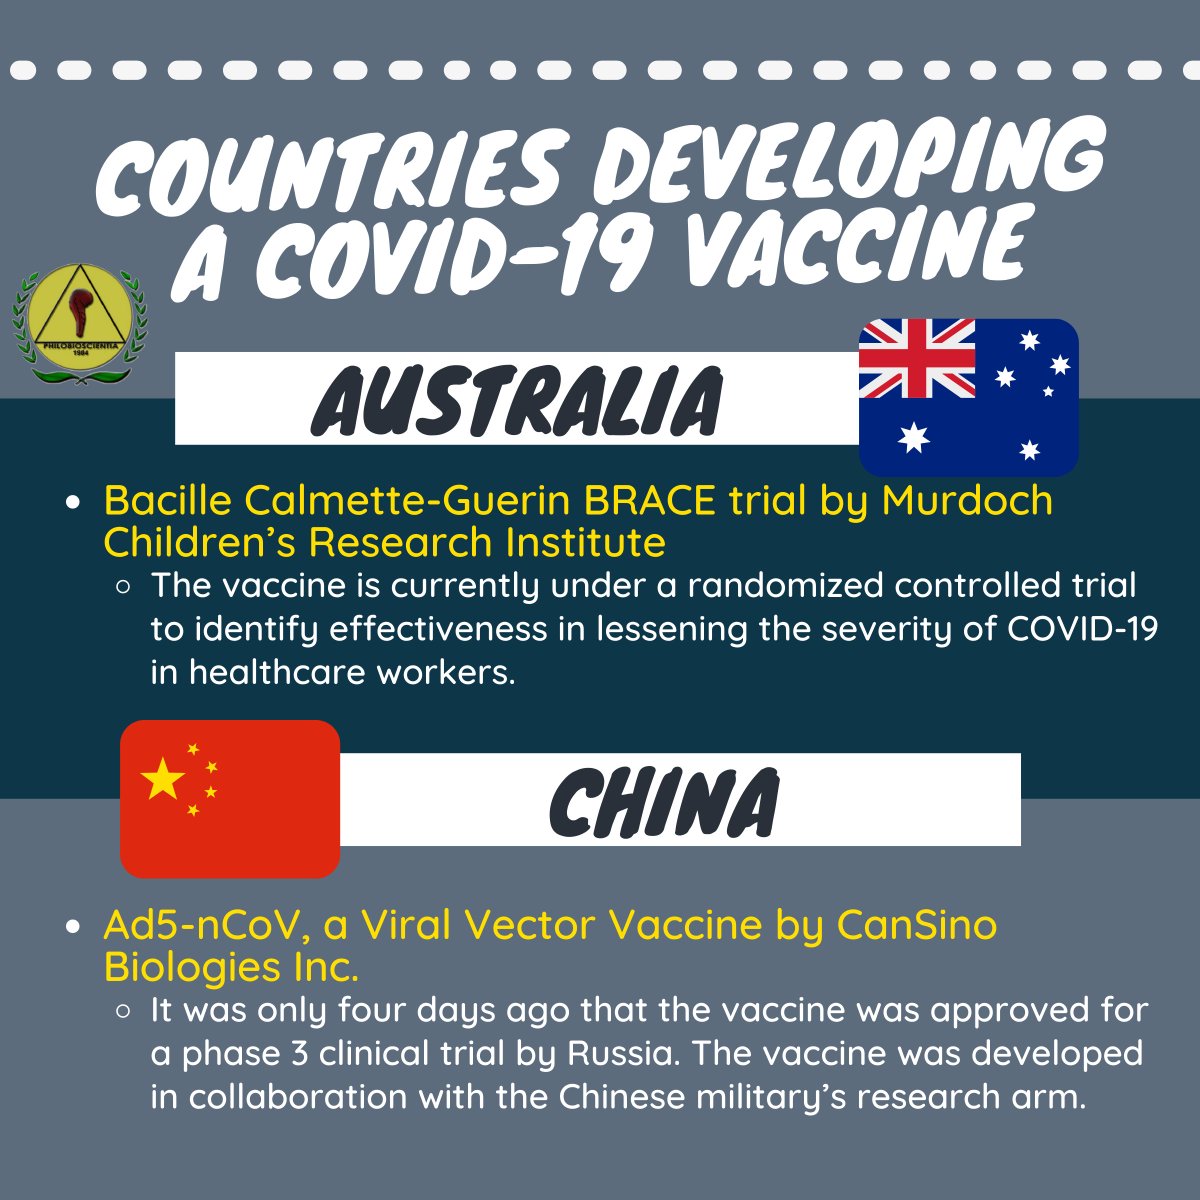 COUNTRIES DEVELOPING
A COVID-19 VACCINE
PHILOBIOSCIENTIA
1984
AUSTRALIA
• Bacille Calmette-Guerin BRACE trial by Murdoch
Children’s Research Institute
○ The vaccine is currently under a randomized controlled trial
to identify effectiveness in lessening the severity of COVID-19
in healthcare workers.
CHINA
• Ad5-nCoV, a Viral Vector Vaccine by CanSino
Biologies Inc.
○ It was only four days ago that the vaccine was approved for
a phase 3 clinical trial by Russia. The vaccine was developed
in collaboration with the Chinese military’s research arm.